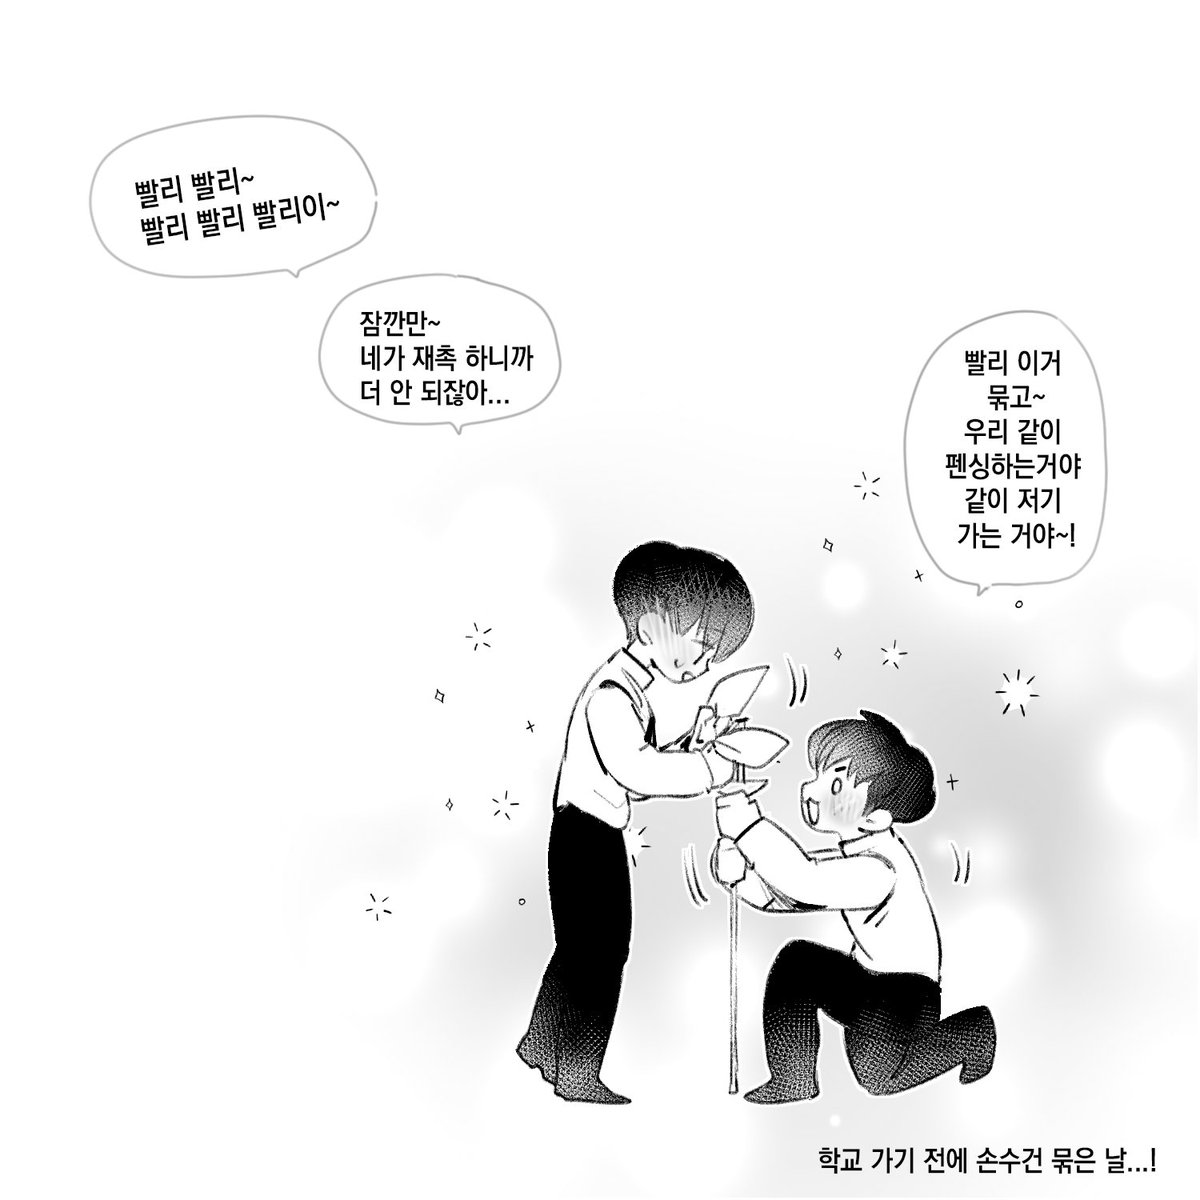 빨리 빨리~
빨리 빨리 빨리이~
잠깐만~
네가 재촉 하니까
더 안 되잖아...
빨리 이거
묶고~
우리 같이
펜싱하는거야
같이 저기
가는 거야~!
학교 가기 전에 손수건 묶은 날...!